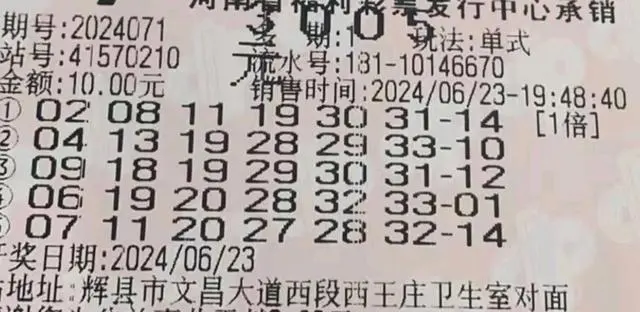 河南省福利彩票发行中心承销
期号:2024071 期:1 玩法:单式
站号:41570210 流水号:181-10146670
金额:10.00元 销售时间:2024/06/23-19:48:40
① 02 08 11 19 30 31-14 [1倍]
② 04 13 19 28 29 33-10
③ 09 18 19 29 30 31-12
④ 06 19 20 28 32 33-01
⑤ 07 11 20 27 28 32-14
开奖日期:2024/06/23
站地址:辉县市文昌大道西段西王庄卫生室对面